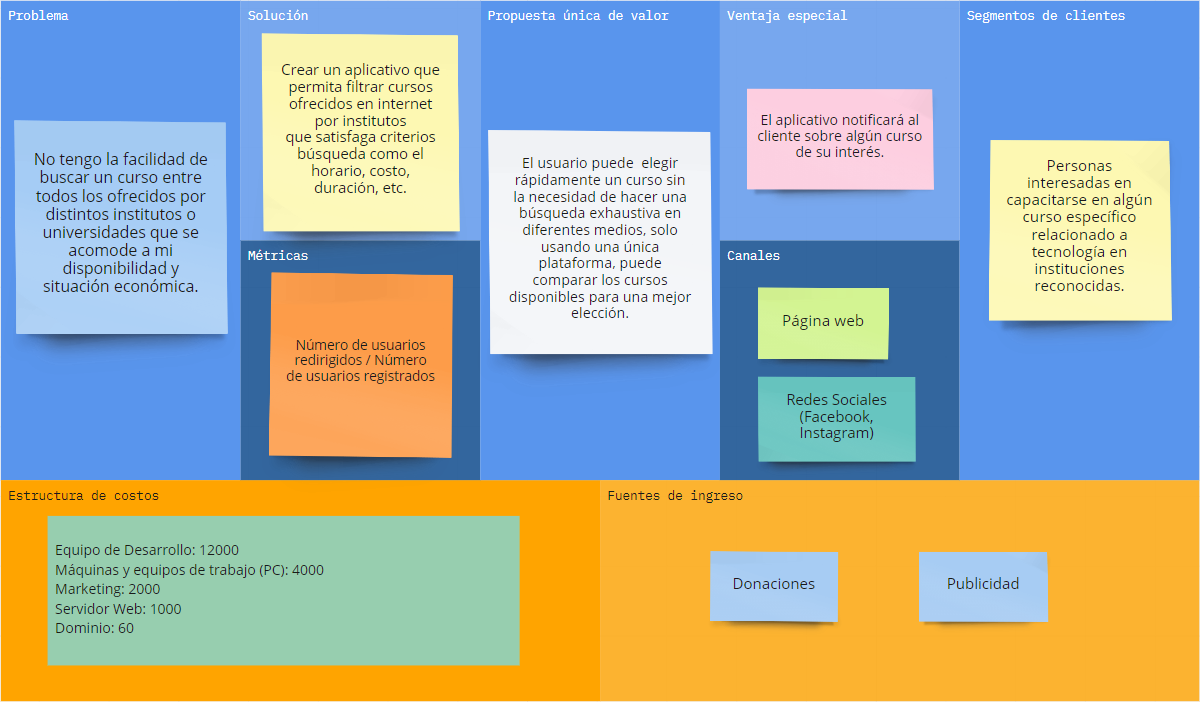 Problema
No tengo la facilidad de
buscar un curso entre
todos los ofrecidos por
distintos institutos o
universidades que se
acomode a mi
disponibilidad y
situación económica.
Solución
Crear un aplicativo que
permita filtrar cursos
ofrecidos en internet
por institutos
que satisfaga criterios
búsqueda como el
horario, costo,
duración, etc.
Métricas
Número de usuarios
redirigidos / Número
de usuarios registrados
Propuesta única de valor
El usuario puede elegir
rápidamente un curso sin
la necesidad de hacer una
búsqueda exhaustiva en
diferentes medios, solo
usando una única
plataforma, puede
comparar los cursos
disponibles para una mejor
elección.
Ventaja especial
El aplicativo notificará al
cliente sobre algún curso
de su interés.
Canales
Página web
Redes Sociales
(Facebook,
Instagram)
Segmentos de clientes
Personas
interesadas en
capacitarse en algún
curso específico
relacionado a
tecnología en
instituciones
reconocidas.
Estructura de costos
Equipo de Desarrollo: 12000
Máquinas y equipos de trabajo (PC): 4000
Marketing: 2000
Servidor Web: 1000
Dominio: 60
Fuentes de ingreso
Donaciones
Publicidad